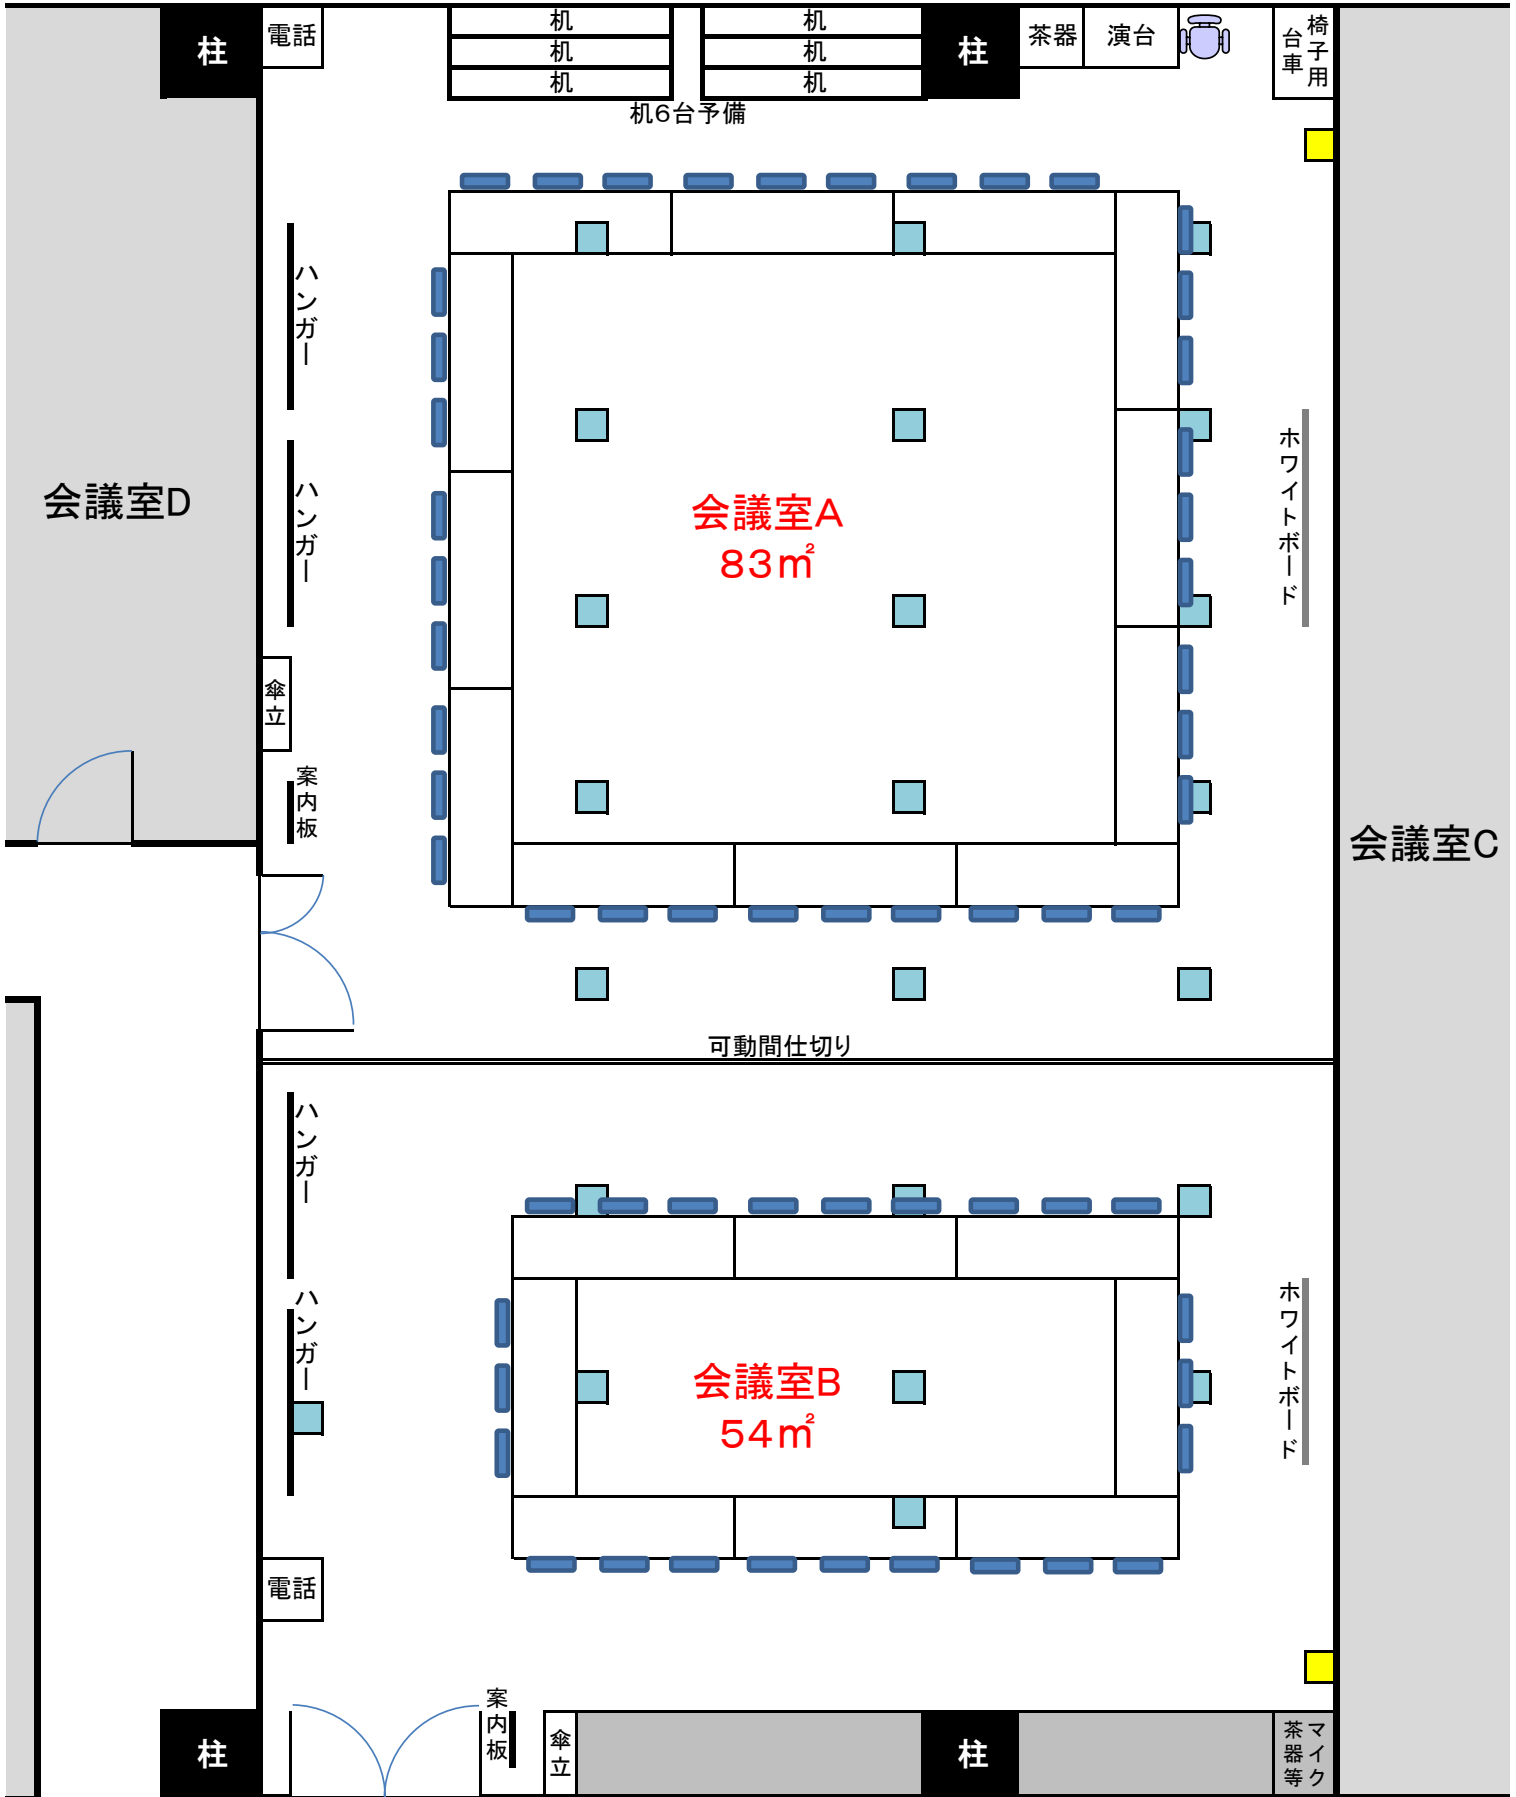 柱
電話
机
机
机
机
机
机
柱
茶器
演台
椅子用
台車
机6台予備
ハンガー
ハンガー
会議室D
会議室A
83㎡
ホワイトボード
傘立
案内板
会議室C
可動間仕切り
ハンガー
ハンガー
会議室B
54㎡
ホワイトボード
電話
柱
案内板
傘立
柱
マイク
茶器等